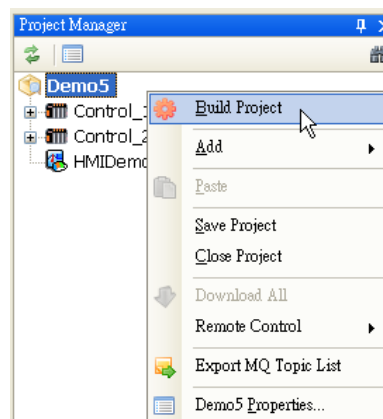 Project Manager
Demo5
Control_1
Control_2
HMIDemo
Build Project
Add
Paste
Save Project
Close Project
Download All
Remote Control
Export MQ Topic List
Demo5 Properties...